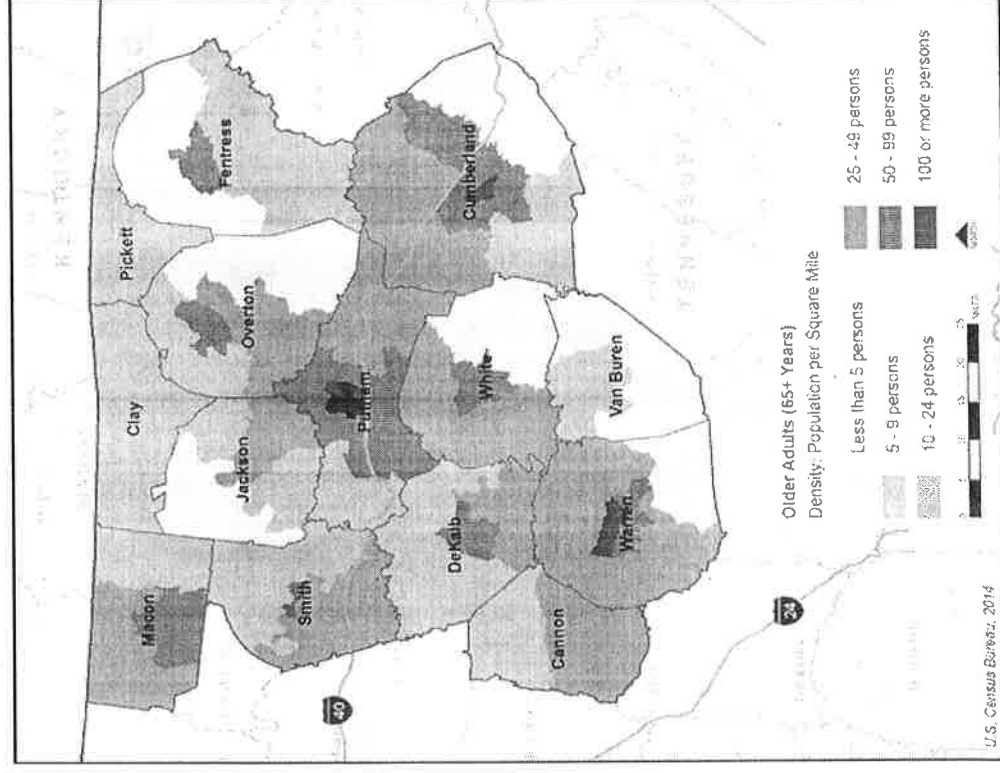 KENTUCKY
Pickett
Clay
Fentress
Macon
Overton
Jackson
Putnam
Cumberland
Smith
40
TENNESSEE
DeKalb
White
Cannon
Warren
Van Buren
24
Older Adults (65+ Years)
Density: Population per Square Mile
Less than 5 persons
5 - 9 persons
10 - 24 persons
25 - 49 persons
50 - 99 persons
100 or more persons
U.S. Census Bureau, 2014